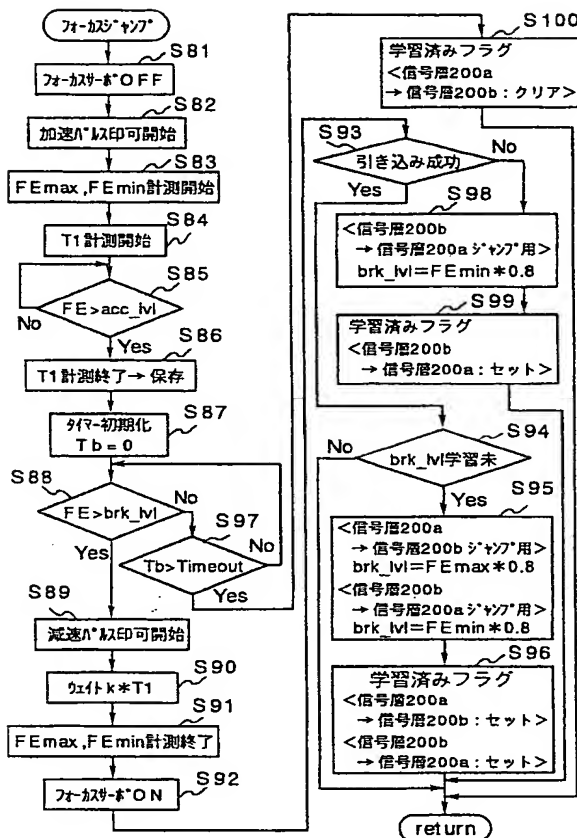 フォーカスジャンプ
S81
フォーカスサーボOFF
S82
加速パルス印可開始
S83
FEmax,FEmin計測開始
S84
T1計測開始
S85
FE>acc_lvl
No
Yes
S86
T1計測終了→保存
S87
タイマー初期化
Tb=0
S88
FE>brk_lvl
No
Yes
S97
Tb>Timeout
No
Yes
S89
減速パルス印可開始
S90
ウェイトk*T1
S91
FEmax,FEmin計測終了
S92
フォーカスサーボON
S100
学習済みフラグ
<信号層200a
→信号層200b:クリア>
S93
引き込み成功
No
Yes
S98
<信号層200b
→信号層200aジャンプ用>
brk_lvl=FEmin*0.8
S99
学習済みフラグ
<信号層200b
→信号層200a:セット>
S94
brk_lvl学習未
No
Yes
S95
<信号層200a
→信号層200bジャンプ用>
brk_lvl=FEmax*0.8
<信号層200b
→信号層200aジャンプ用>
brk_lvl=FEmin*0.8
S96
学習済みフラグ
<信号層200a
→信号層200b:セット>
<信号層200b
→信号層200a:セット>
return